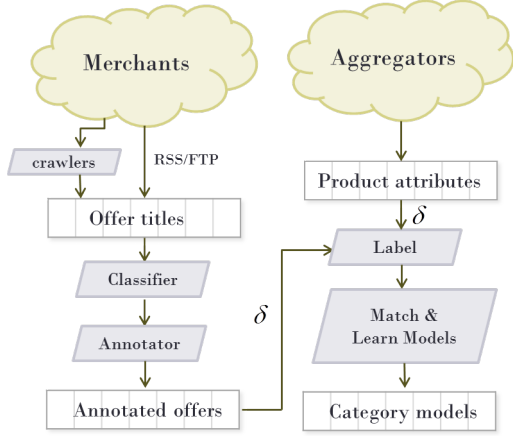 Merchants
Aggregators
crawlers
RSS/FTP
Product attributes
Offer titles
δ
Label
Classifier
Match &
Learn Models
δ
Annotator
Annotated offers
Category models